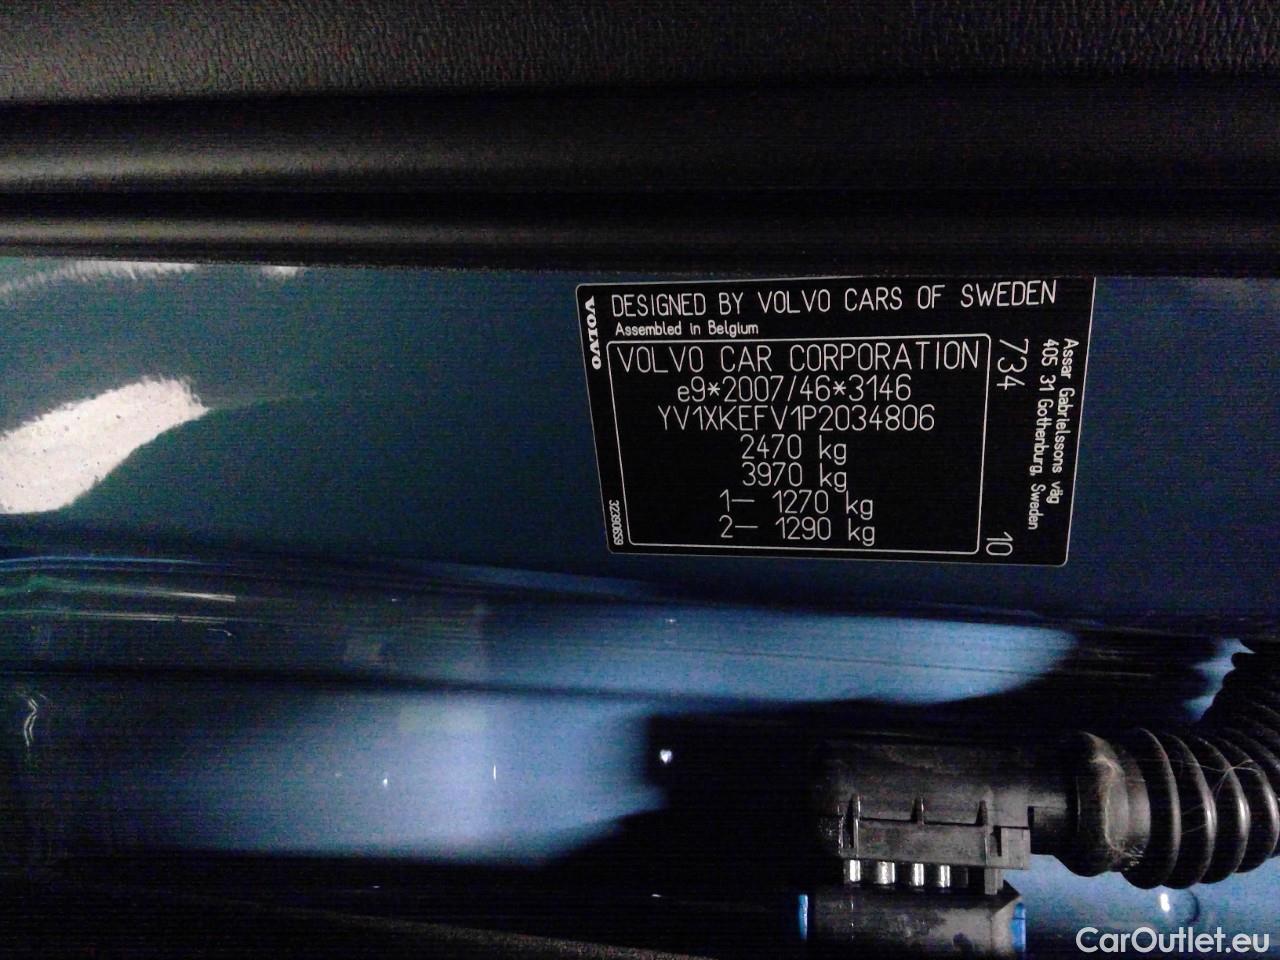 VOLVO
DESIGNED BY VOLVO CARS OF SWEDEN
Assembled in Belgium
VOLVO CAR CORPORATION
e9*2007/46*3146
YV1XKEFV1P2034806
2470 kg
3970 kg
1– 1270 kg
2– 1290 kg
734
10
Assar Gabrielssons väg
405 31 Gothenburg, Sweden
32390659
CarOutlet.eu